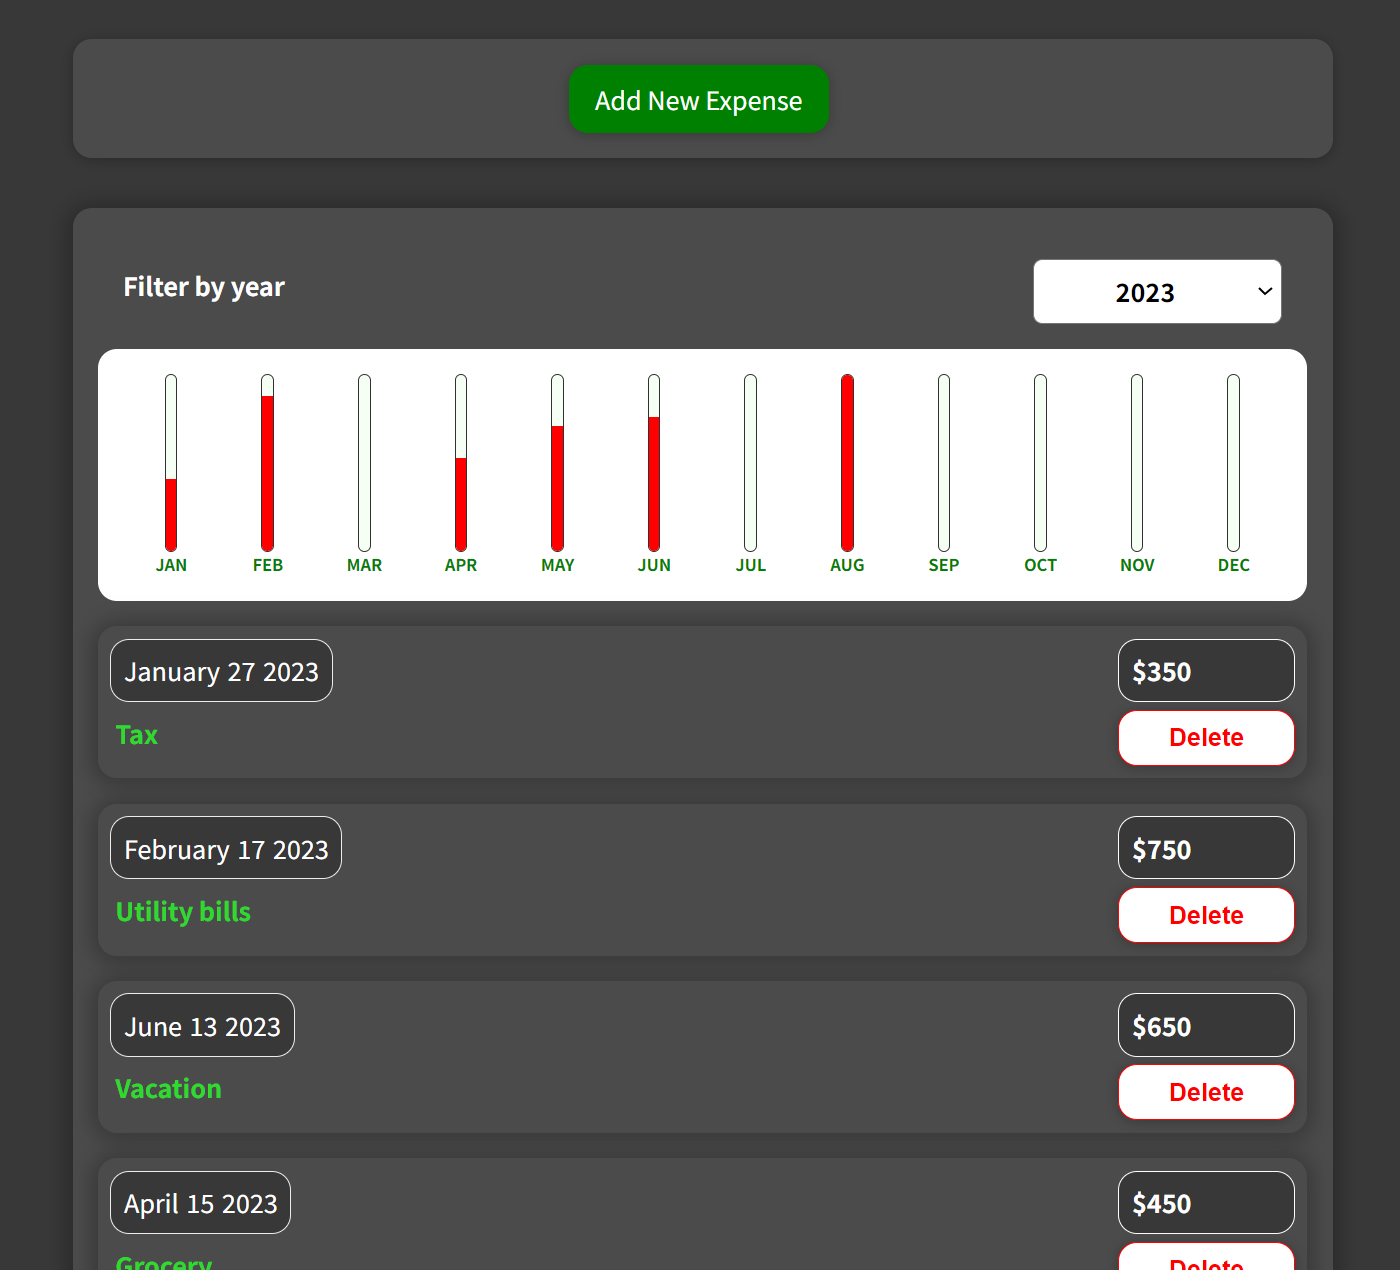 Add New Expense
Filter by year
2023
JAN FEB MAR APR MAY JUN JUL AUG SEP OCT NOV DEC
January 27 2023
$350
Tax
Delete
February 17 2023
$750
Utility bills
Delete
June 13 2023
$650
Vacation
Delete
April 15 2023
$450
Grocery
Delete